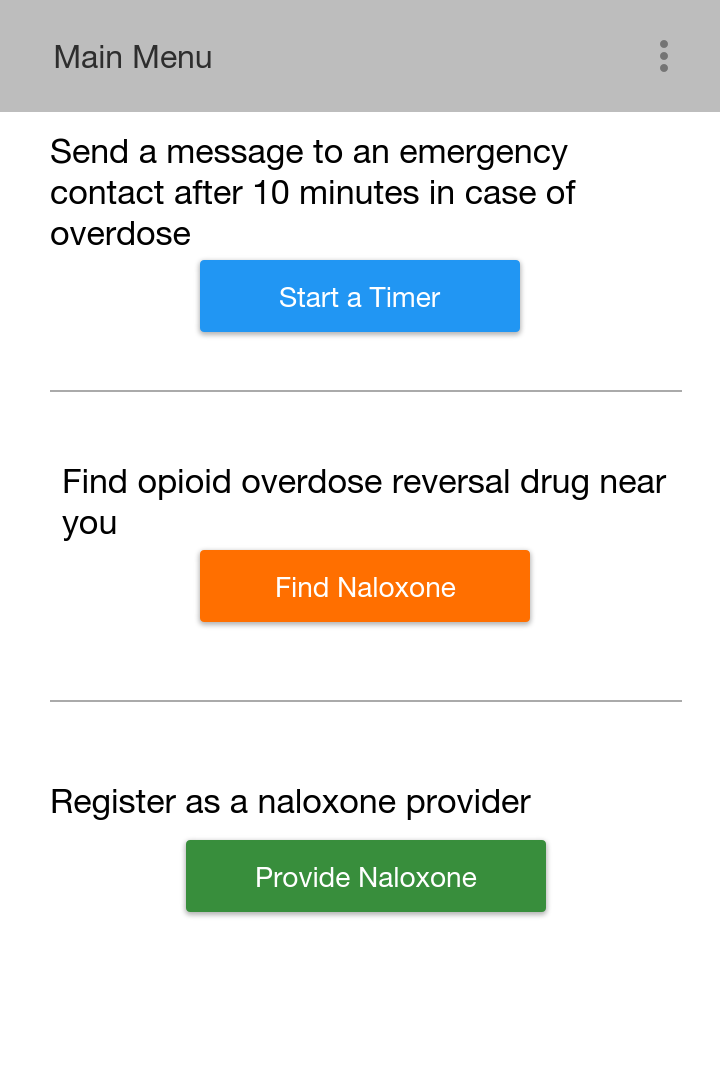 Main Menu
Send a message to an emergency
contact after 10 minutes in case of
overdose
Start a Timer
Find opioid overdose reversal drug near
you
Find Naloxone
Register as a naloxone provider
Provide Naloxone